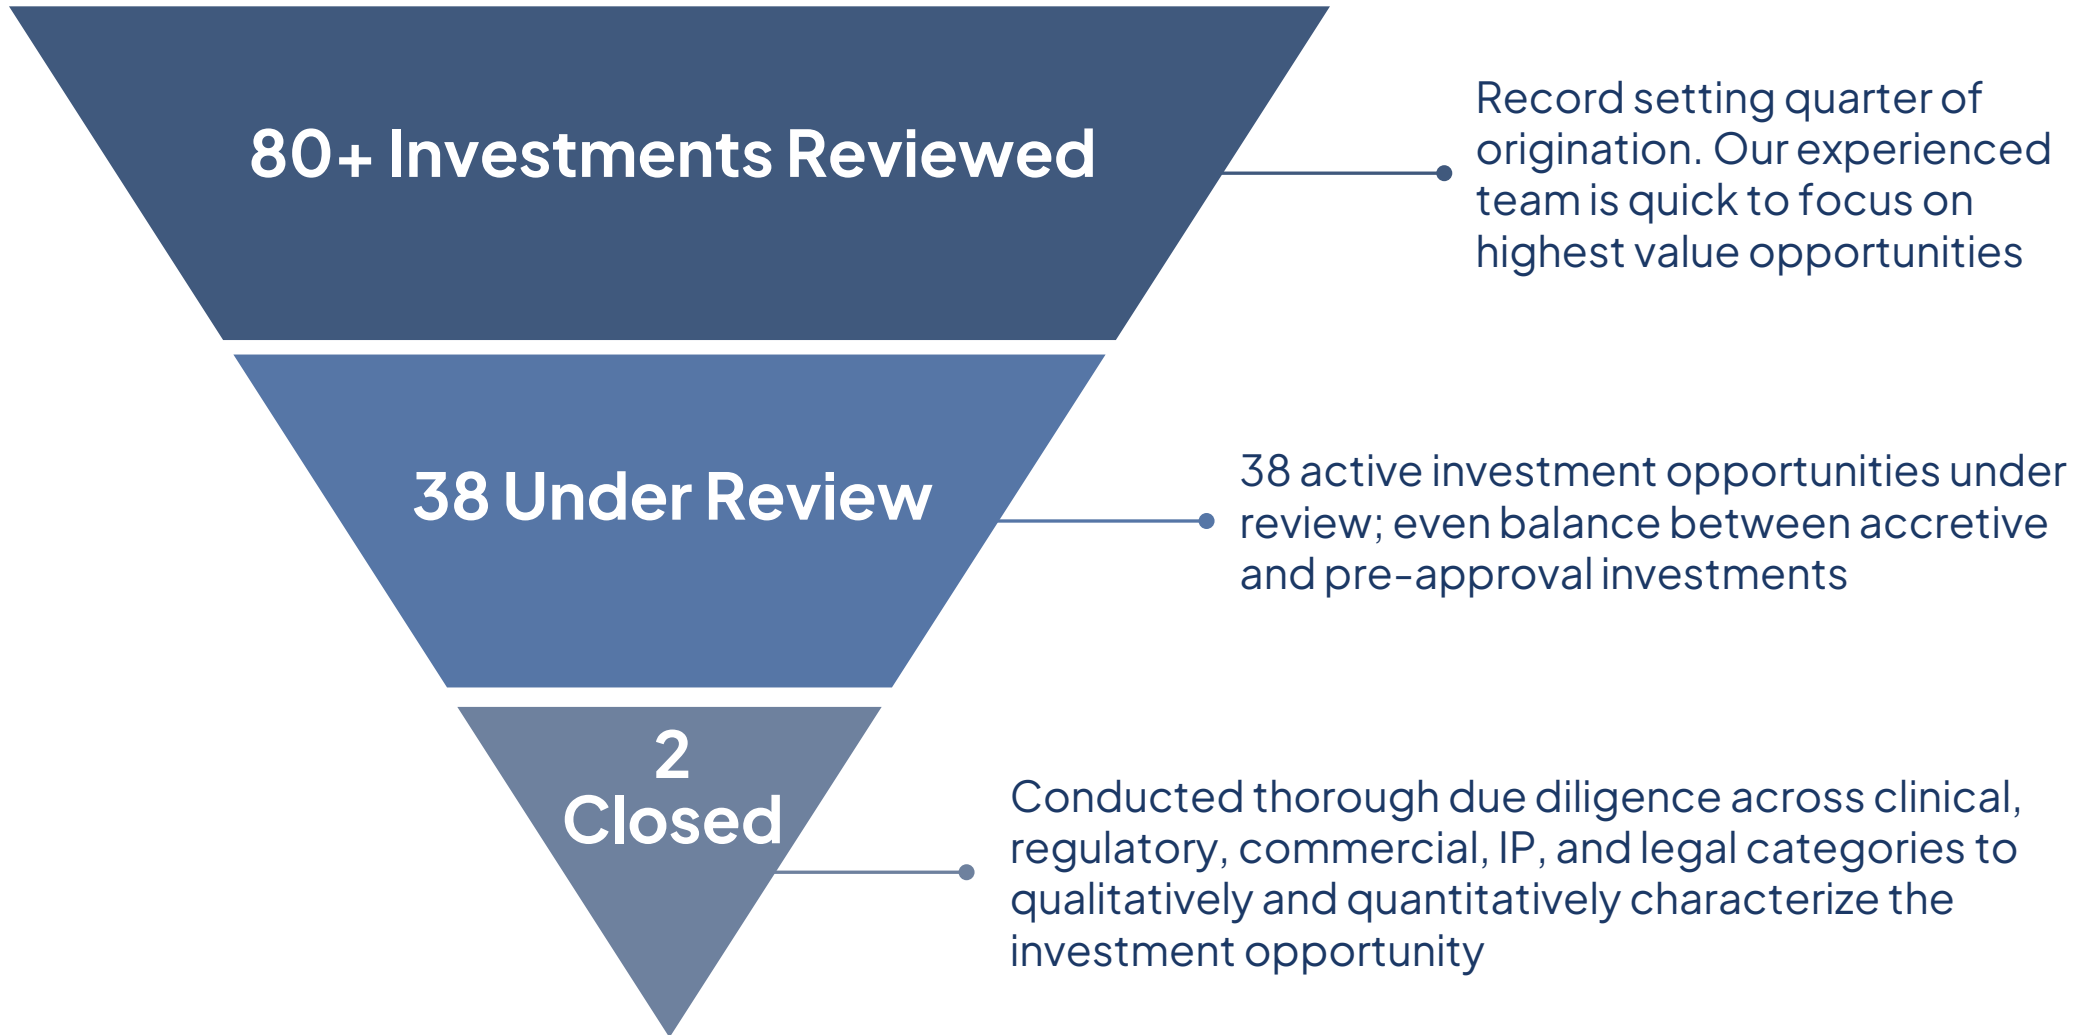 80+ Investments Reviewed
Record setting quarter of
origination. Our experienced
team is quick to focus on
highest value opportunities
38 Under Review
38 active investment opportunities under
review; even balance between accretive
and pre-approval investments
2
Closed
Conducted thorough due diligence across clinical,
regulatory, commercial, IP, and legal categories to
qualitatively and quantitatively characterize the
investment opportunity